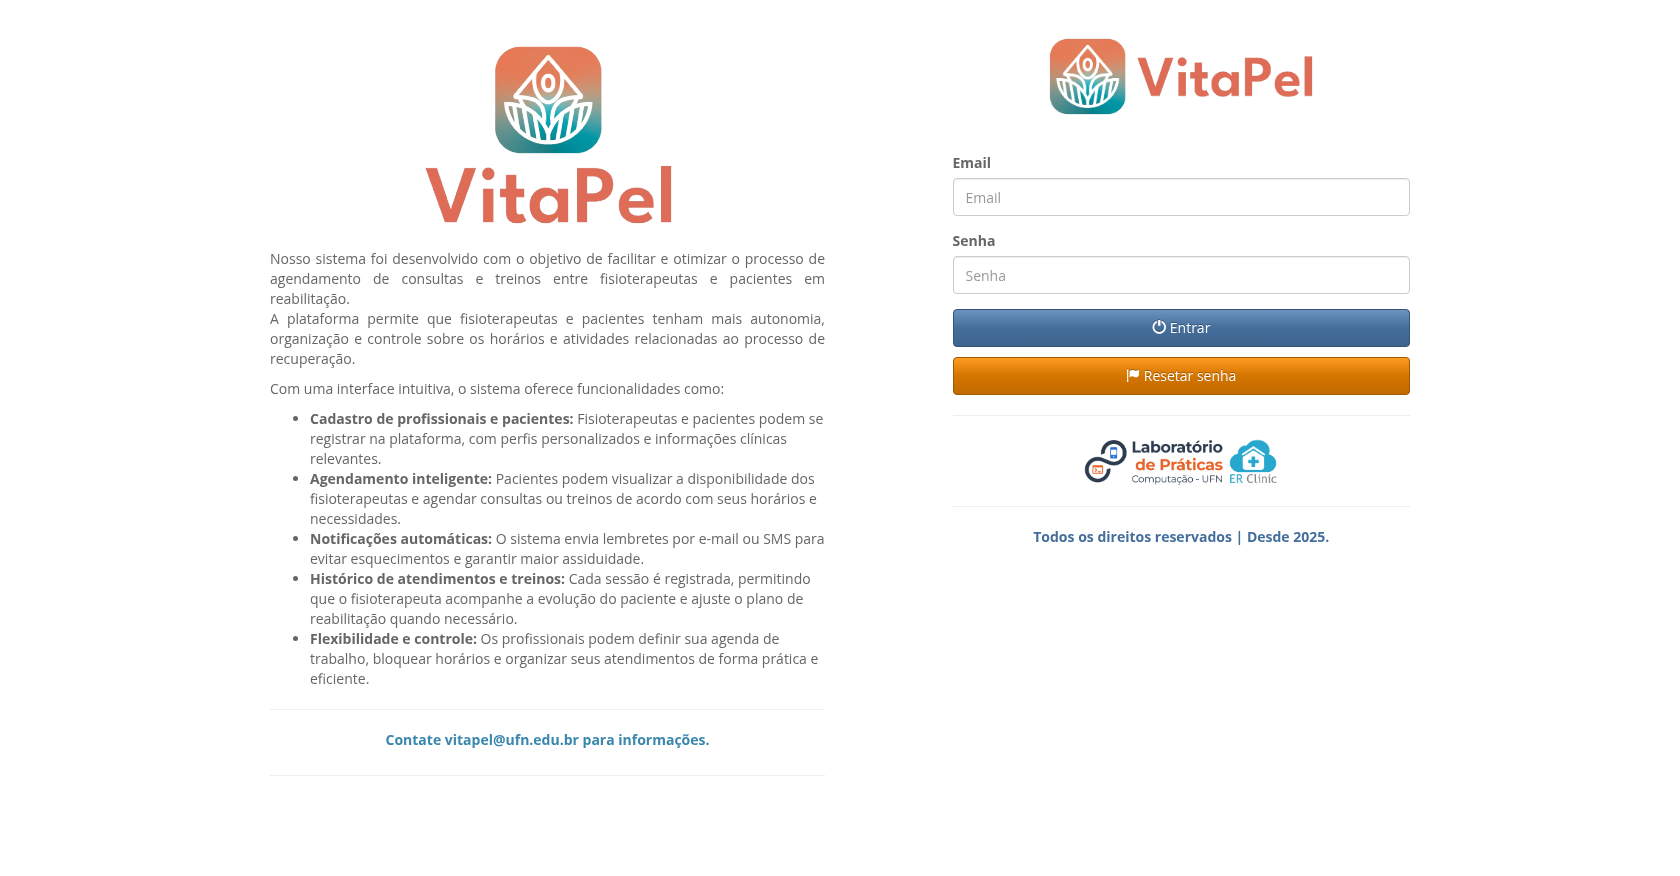 VitaPel
Nosso sistema foi desenvolvido com o objetivo de facilitar e otimizar o processo de
agendamento de consultas e treinos entre fisioterapeutas e pacientes em
reabilitação.
A plataforma permite que fisioterapeutas e pacientes tenham mais autonomia,
organização e controle sobre os horários e atividades relacionadas ao processo de
recuperação.
Com uma interface intuitiva, o sistema oferece funcionalidades como:
• Cadastro de profissionais e pacientes: Fisioterapeutas e pacientes podem se
registrar na plataforma, com perfis personalizados e informações clínicas
relevantes.
• Agendamento inteligente: Pacientes podem visualizar a disponibilidade dos
fisioterapeutas e agendar consultas ou treinos de acordo com seus horários e
necessidades.
• Notificações automáticas: O sistema envia lembretes por e-mail ou SMS para
evitar esquecimentos e garantir maior assiduidade.
• Histórico de atendimentos e treinos: Cada sessão é registrada, permitindo
que o fisioterapeuta acompanhe a evolução do paciente e ajuste o plano de
reabilitação quando necessário.
• Flexibilidade e controle: Os profissionais podem definir sua agenda de
trabalho, bloquear horários e organizar seus atendimentos de forma prática e
eficiente.
Contate vitapel@ufn.edu.br para informações.
VitaPel
Email
Email
Senha
Senha
Entrar
Resetar senha
Laboratório
de Práticas
Computação - UFN
ER Clinic
Todos os direitos reservados | Desde 2025.